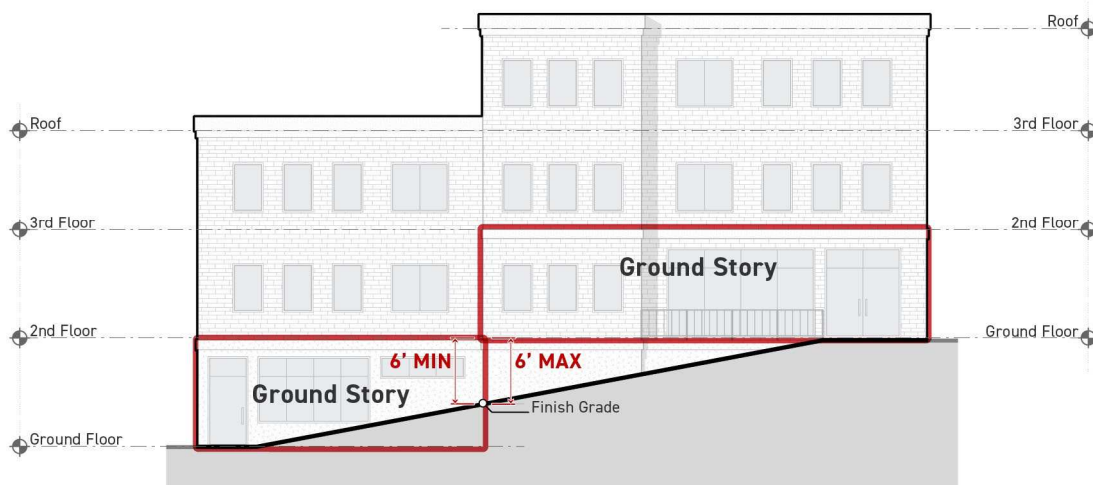 Roof
Roof
3rd Floor
3rd Floor
2nd Floor
Ground Story
2nd Floor
Ground Floor
6' MIN
6' MAX
Ground Story
Finish Grade
Ground Floor